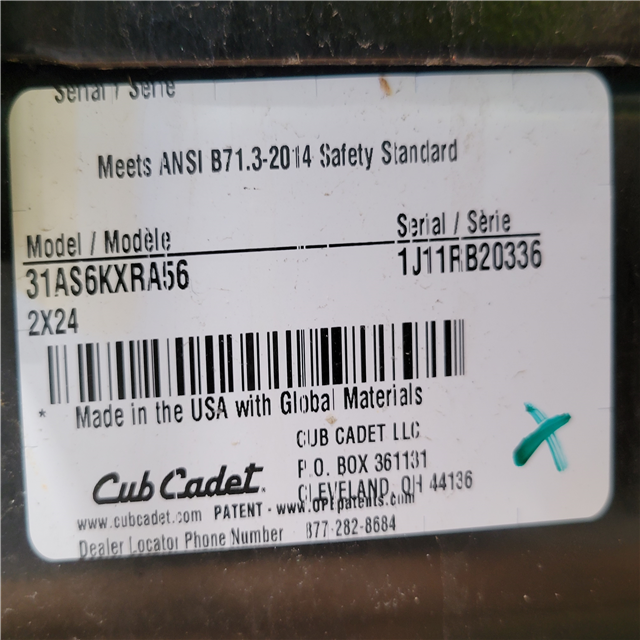 Serial / Série
Meets ANSI B71.3-2014 Safety Standard
Model / Modèle
Serial / Sèrie
31AS6KXRA56
1J11RB20336
2X24
* Made in the USA with Global Materials
CUB CADET LLC
P.O. BOX 361131
Cub Cadet
CLEVELAND, OH 44136
www.cubcadet.com PATENT - www.opepatents.com
Dealer Locator Phone Number 877-282-8684